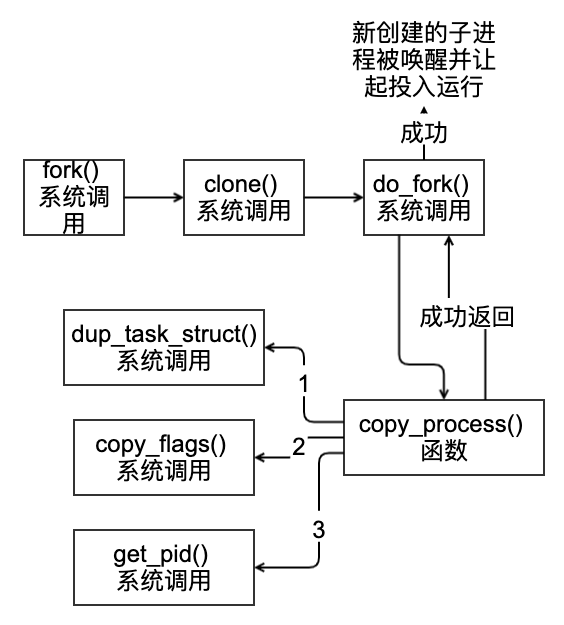 新创建的子进
程被唤醒并让
起投入运行
成功
fork()
系统调
用
clone()
系统调用
do_fork()
系统调用
成功返回
dup_task_struct()
系统调用
1
copy_process()
函数
copy_flags()
系统调用
2
3
get_pid()
系统调用